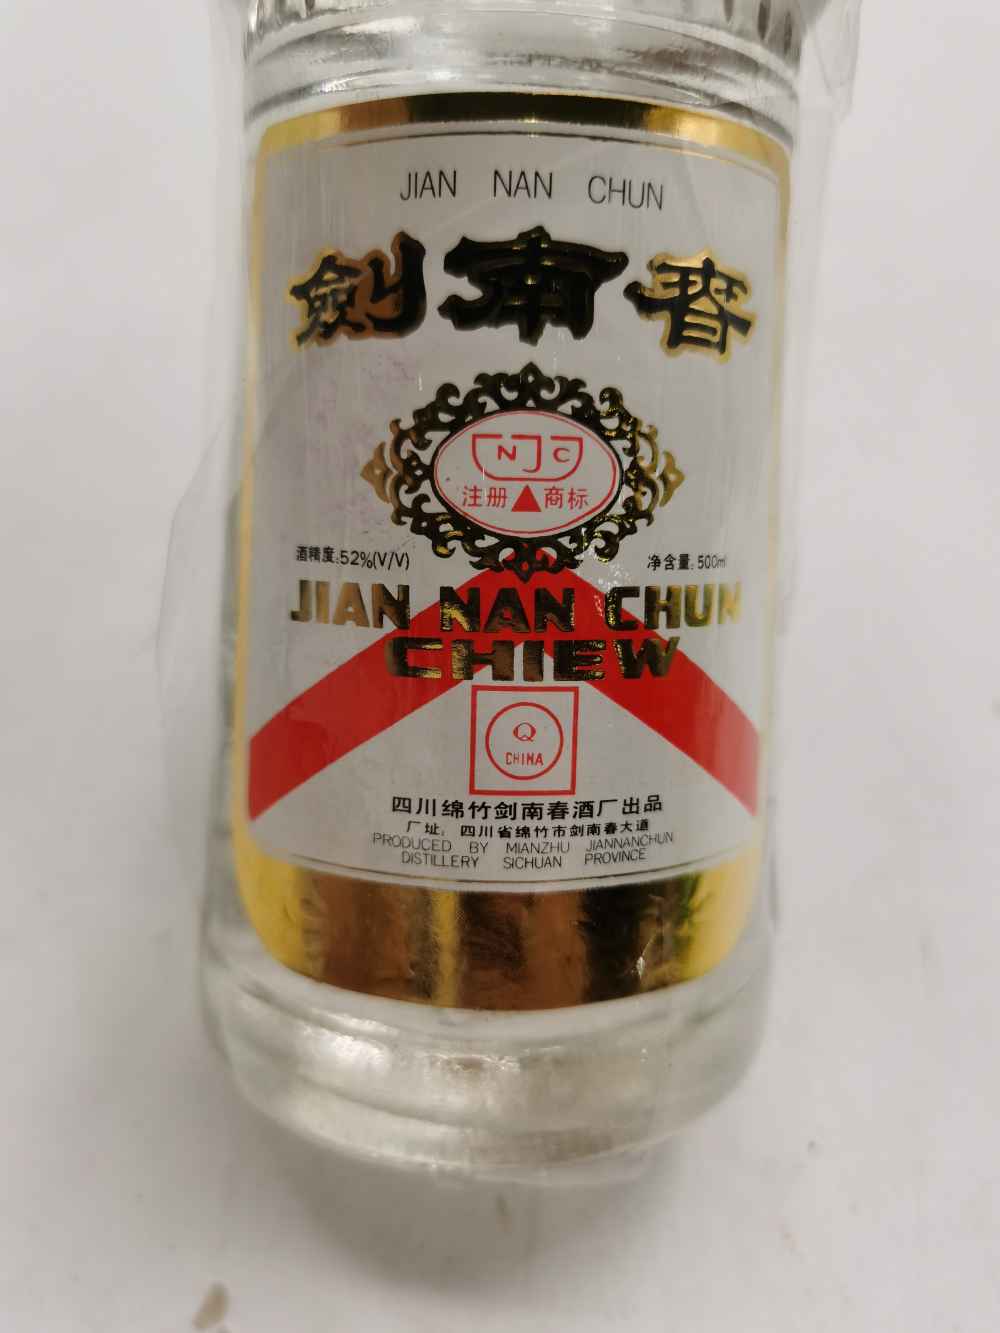 JIAN NAN CHUN
劍南春
NJC
注册 商标
酒精度:52%(V/V)
净含量:500ml
JIAN NAN CHUN
CHIEW
Q
CHINA
四川绵竹剑南春酒厂出品
厂址:四川省绵竹市剑南春大道
PRODUCED BY MIANZHU JIANNANCHUN
DISTILLERY SICHUAN PROVINCE